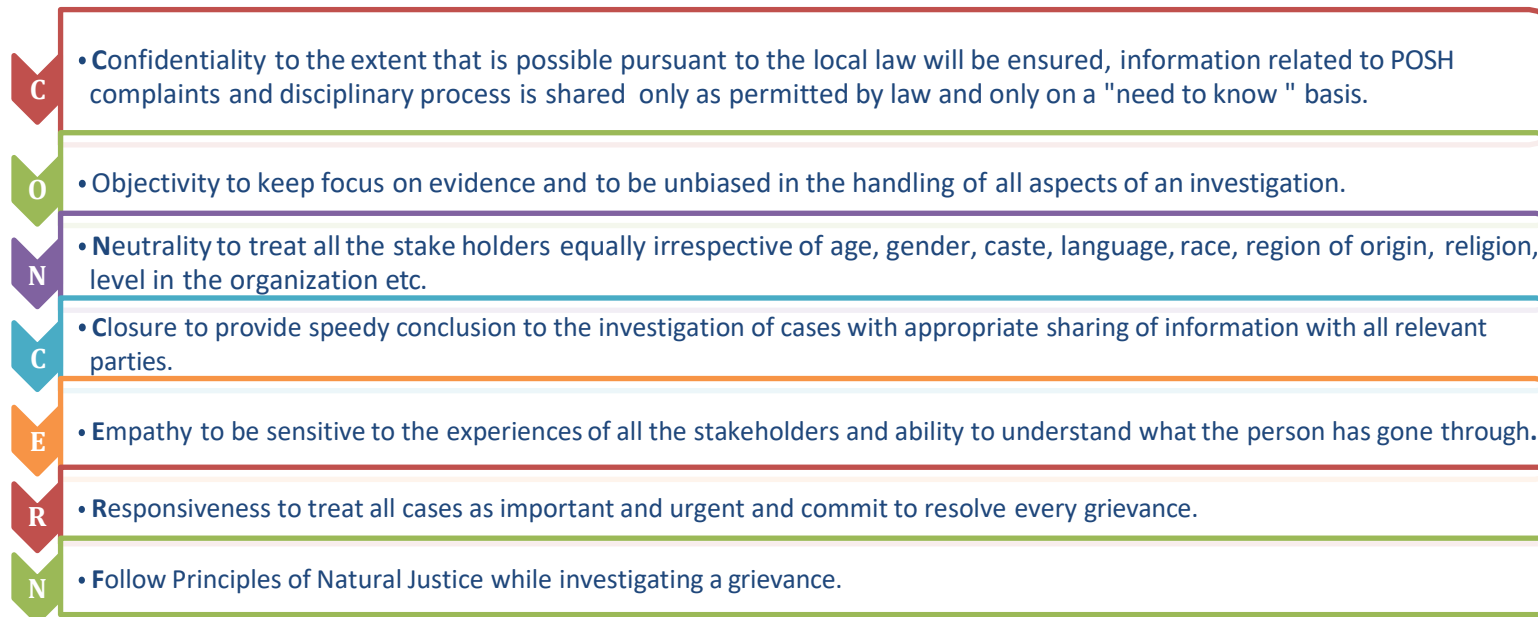 C
• Confidentiality to the extent that is possible pursuant to the local law will be ensured, information related to POSH
complaints and disciplinary process is shared only as permitted by law and only on a "need to know " basis.
O
• Objectivity to keep focus on evidence and to be unbiased in the handling of all aspects of an investigation.
N
• Neutrality to treat all the stake holders equally irrespective of age, gender, caste, language, race, region of origin, religion,
level in the organization etc.
C
• Closure to provide speedy conclusion to the investigation of cases with appropriate sharing of information with all relevant
parties.
E
• Empathy to be sensitive to the experiences of all the stakeholders and ability to understand what the person has gone through.
R
• Responsiveness to treat all cases as important and urgent and commit to resolve every grievance.
N
• Follow Principles of Natural Justice while investigating a grievance.